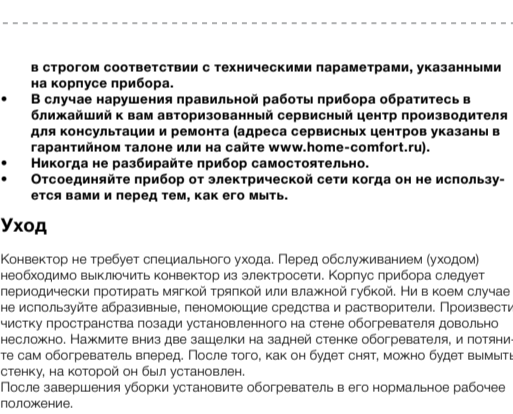 в строгом соответствии с техническими параметрами, указанными
на корпусе прибора.
• В случае нарушения правильной работы прибора обратитесь в
ближайший к вам авторизованный сервисный центр производителя
для консультации и ремонта (адреса сервисных центров указаны в
гарантийном талоне или на сайте www.home-comfort.ru).
• Никогда не разбирайте прибор самостоятельно.
• Отсоединяйте прибор от электрической сети когда он не использу-
ется вами и перед тем, как его мыть.
Уход
Конвектор не требует специального ухода. Перед обслуживанием (уходом)
необходимо выключить конвектор из электросети. Корпус прибора следует
периодически протирать мягкой тряпкой или влажной губкой. Ни в коем случае
не используйте абразивные, пеномоющие средства и растворители. Произвести
чистку пространства позади установленного на стене обогревателя довольно
несложно. Нажмите вниз две защелки на задней стенке обогревателя, и потяни-
те сам обогреватель вперед. После того, как он будет снят, можно будет вымыть
стенку, на которой он был установлен.
После завершения уборки установите обогреватель в его нормальное рабочее
положение.